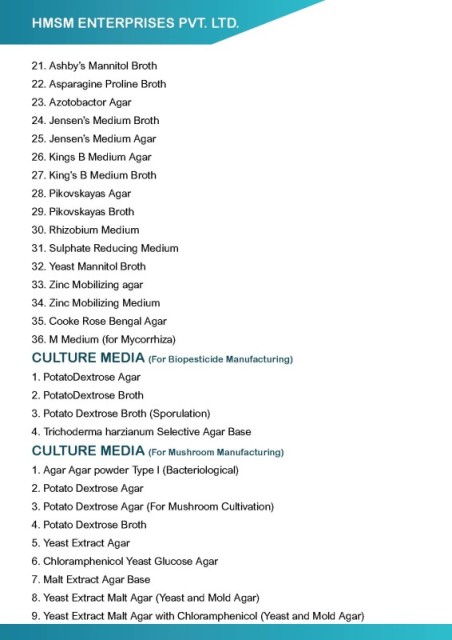 HMSM ENTERPRISES PVT. LTD.
21. Ashby's Mannitol Broth
22. Asparagine Proline Broth
23. Azotobactor Agar
24. Jensen's Medium Broth
25. Jensen's Medium Agar
26. Kings B Medium Agar
27. King's B Medium Broth
28. Pikovskayas Agar
29. Pikovskayas Broth
30. Rhizobium Medium
31. Sulphate Reducing Medium
32. Yeast Mannitol Broth
33. Zinc Mobilizing agar
34. Zinc Mobilizing Medium
35. Cooke Rose Bengal Agar
36. M Medium (for Mycorrhiza)
CULTURE MEDIA (For Biopesticide Manufacturing)
1. PotatoDextrose Agar
2. PotatoDextrose Broth
3. Potato Dextrose Broth (Sporulation)
4. Trichoderma harzianum Selective Agar Base
CULTURE MEDIA (For Mushroom Manufacturing)
1. Agar Agar powder Type I (Bacteriological)
2. Potato Dextrose Agar
3. Potato Dextrose Agar (For Mushroom Cultivation)
4. Potato Dextrose Broth
5. Yeast Extract Agar
6. Chloramphenicol Yeast Glucose Agar
7. Malt Extract Agar Base
8. Yeast Extract Malt Agar (Yeast and Mold Agar)
9. Yeast Extract Malt Agar with Chloramphenicol (Yeast and Mold Agar)